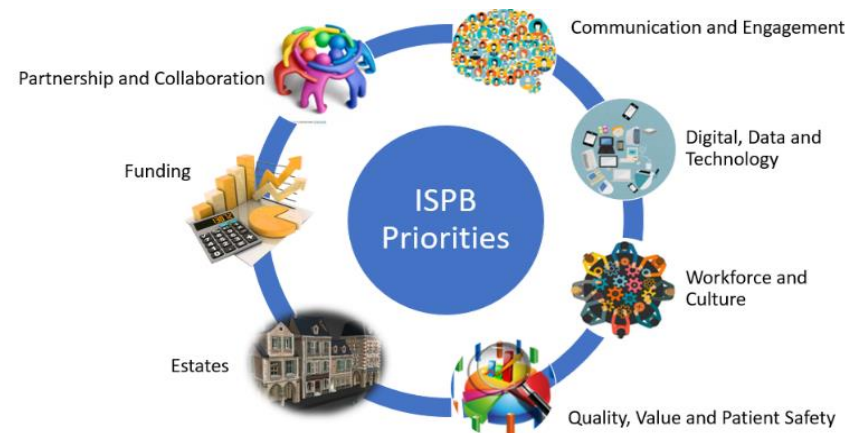 Communication and Engagement
Partnership and Collaboration
Digital, Data and
Technology
Funding
ISPB
Priorities
Workforce and
Culture
Estates
Quality, Value and Patient Safety